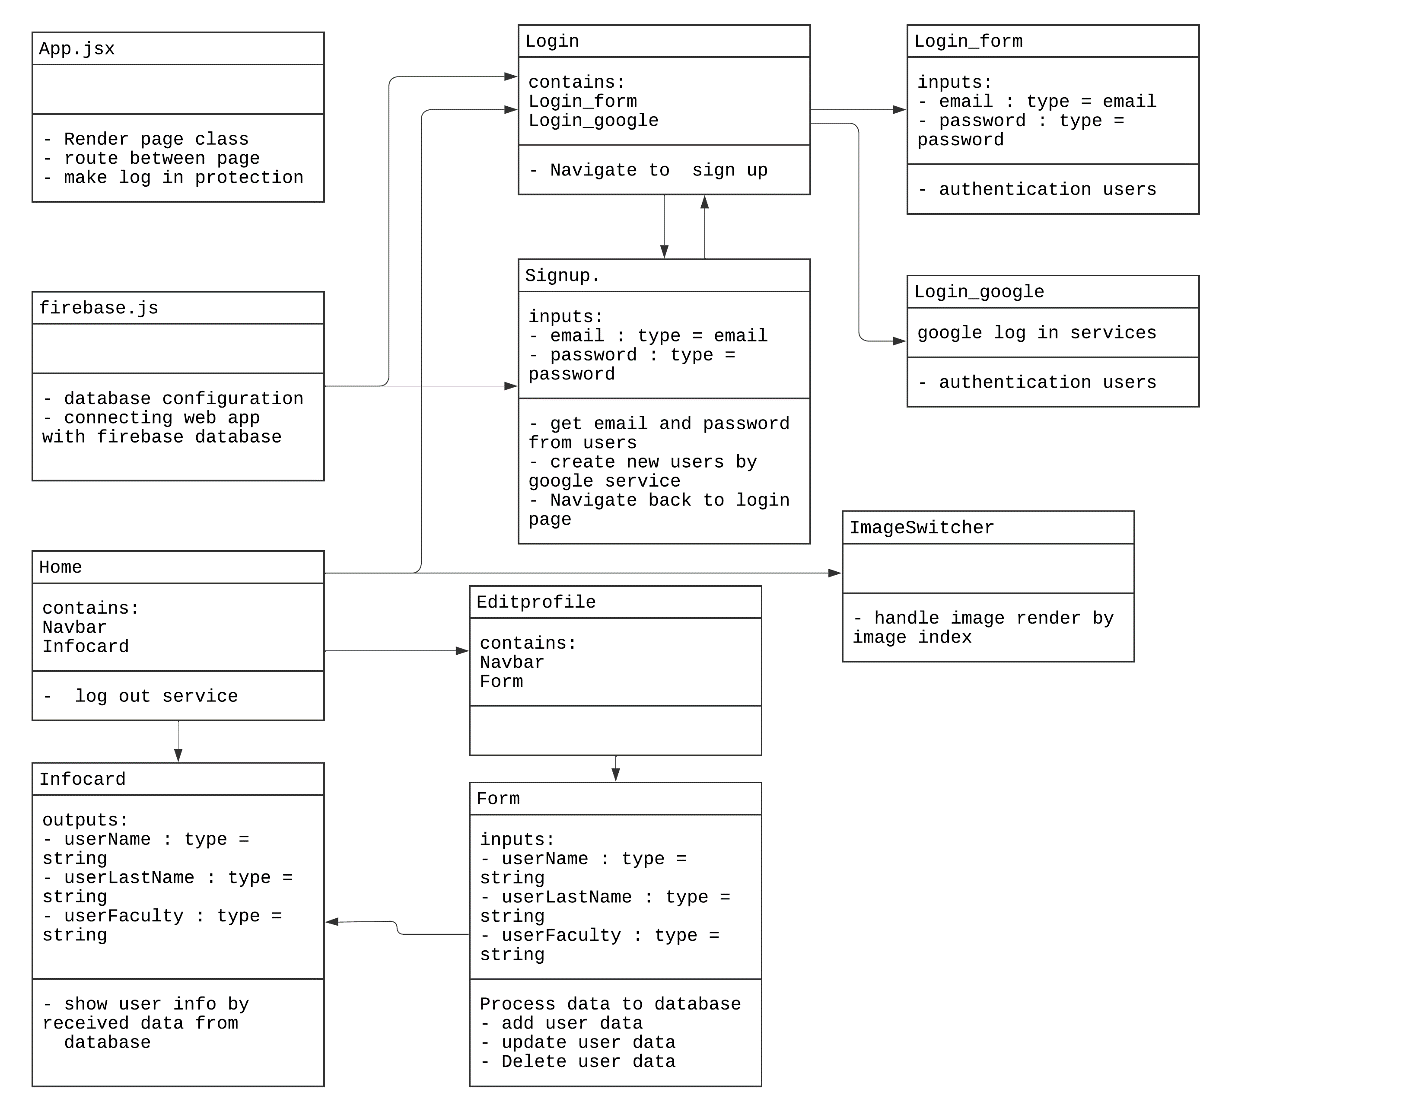 App.jsx
- Render page class
- route between page
- make log in protection
Login
contains:
Login_form
Login_google
- Navigate to  sign up
Login_form
inputs:
- email : type = email
- password : type =
password
- authentication users
firebase.js
- database configuration
- connecting web app
with firebase database
Signup.
inputs:
- email : type = email
- password : type =
password
- get email and password
from users
- create new users by
google service
- Navigate back to login
page
Login_google
google log in services
- authentication users
Home
contains:
Navbar
Infocard
-  log out service
Editprofile
contains:
Navbar
Form
ImageSwitcher
- handle image render by
image index
Infocard
outputs:
- userName : type =
string
- userLastName : type =
string
- userFaculty : type =
string
- show user info by
received data from
database
Form
inputs:
- userName : type =
string
- userLastName : type =
string
- userFaculty : type =
string
Process data to database
- add user data
- update user data
- Delete user data